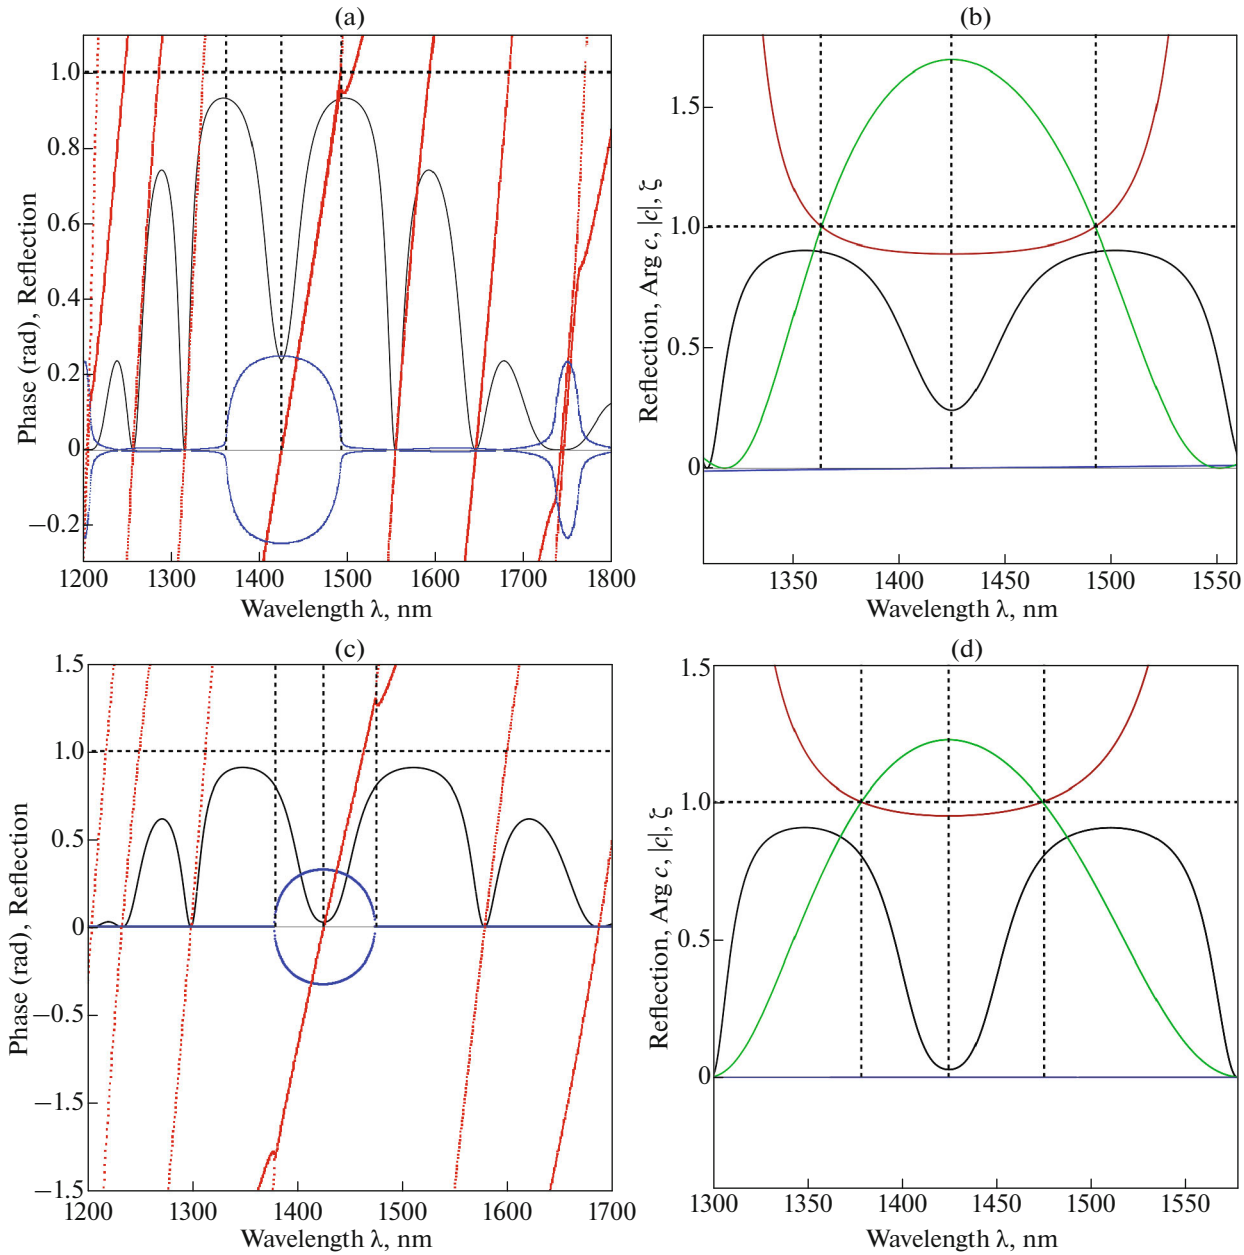 (a)
1.0
0.8
0.6
0.4
0.2
0
−0.2
Phase (rad), Reflection
1200 1300 1400 1500 1600 1700 1800
Wavelength λ, nm
(b)
1.5
1.0
0.5
0
Reflection, Arg c, |c|, ζ
1350 1400 1450 1500 1550
Wavelength λ, nm
(c)
1.5
1.0
0.5
0
−0.5
−1.5
−1.5
Phase (rad), Reflection
1200 1300 1400 1500 1600 1700
Wavelength λ, nm
(d)
1.5
1.0
0.5
0
Reflection, Arg c, |c|, ζ
1300 1350 1400 1450 1500 1550
Wavelength λ, nm